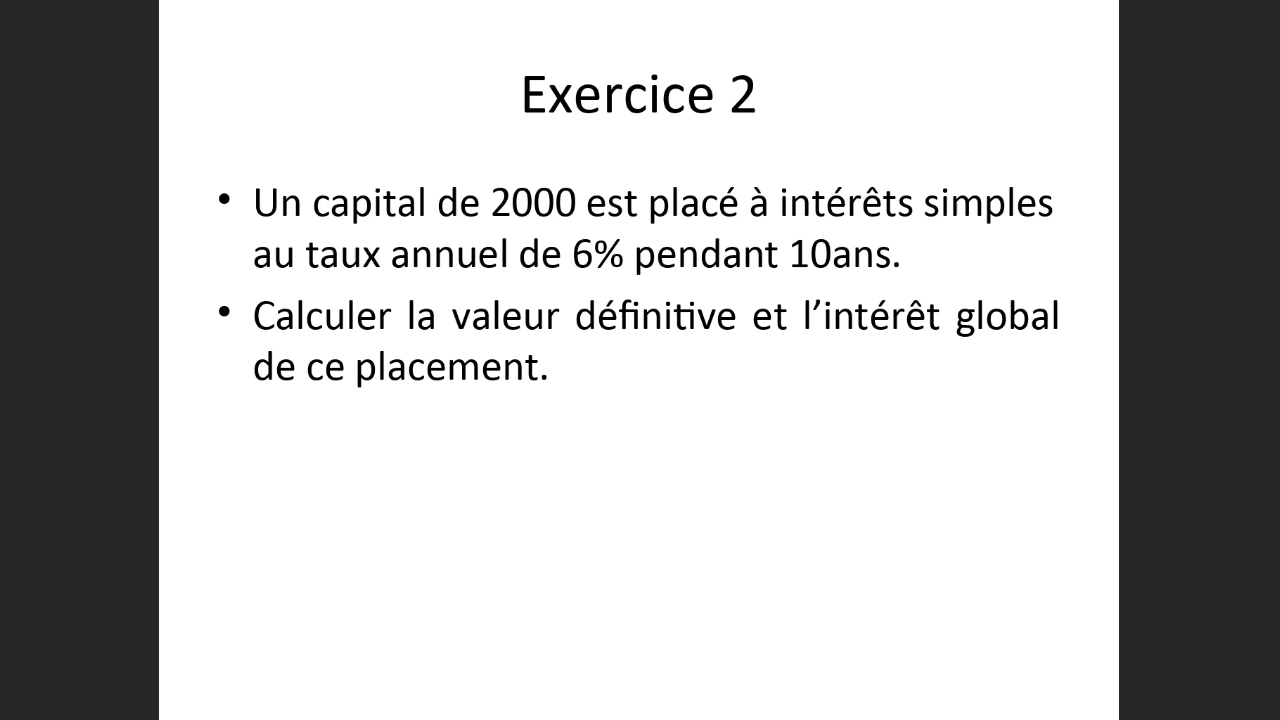 Exercice 2
• Un capital de 2000 est placé à intérêts simples
au taux annuel de 6% pendant 10ans.
• Calculer la valeur définitive et l’intérêt global
de ce placement.